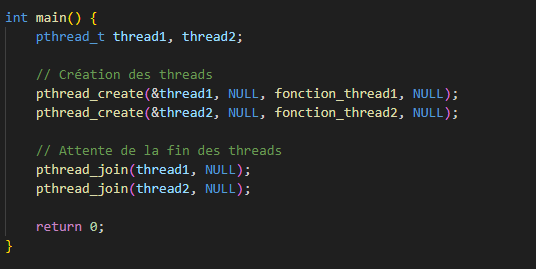 int main() {
    pthread_t thread1, thread2;

    // Création des threads
    pthread_create(&thread1, NULL, fonction_thread1, NULL);
    pthread_create(&thread2, NULL, fonction_thread2, NULL);

    // Attente de la fin des threads
    pthread_join(thread1, NULL);
    pthread_join(thread2, NULL);

    return 0;
}